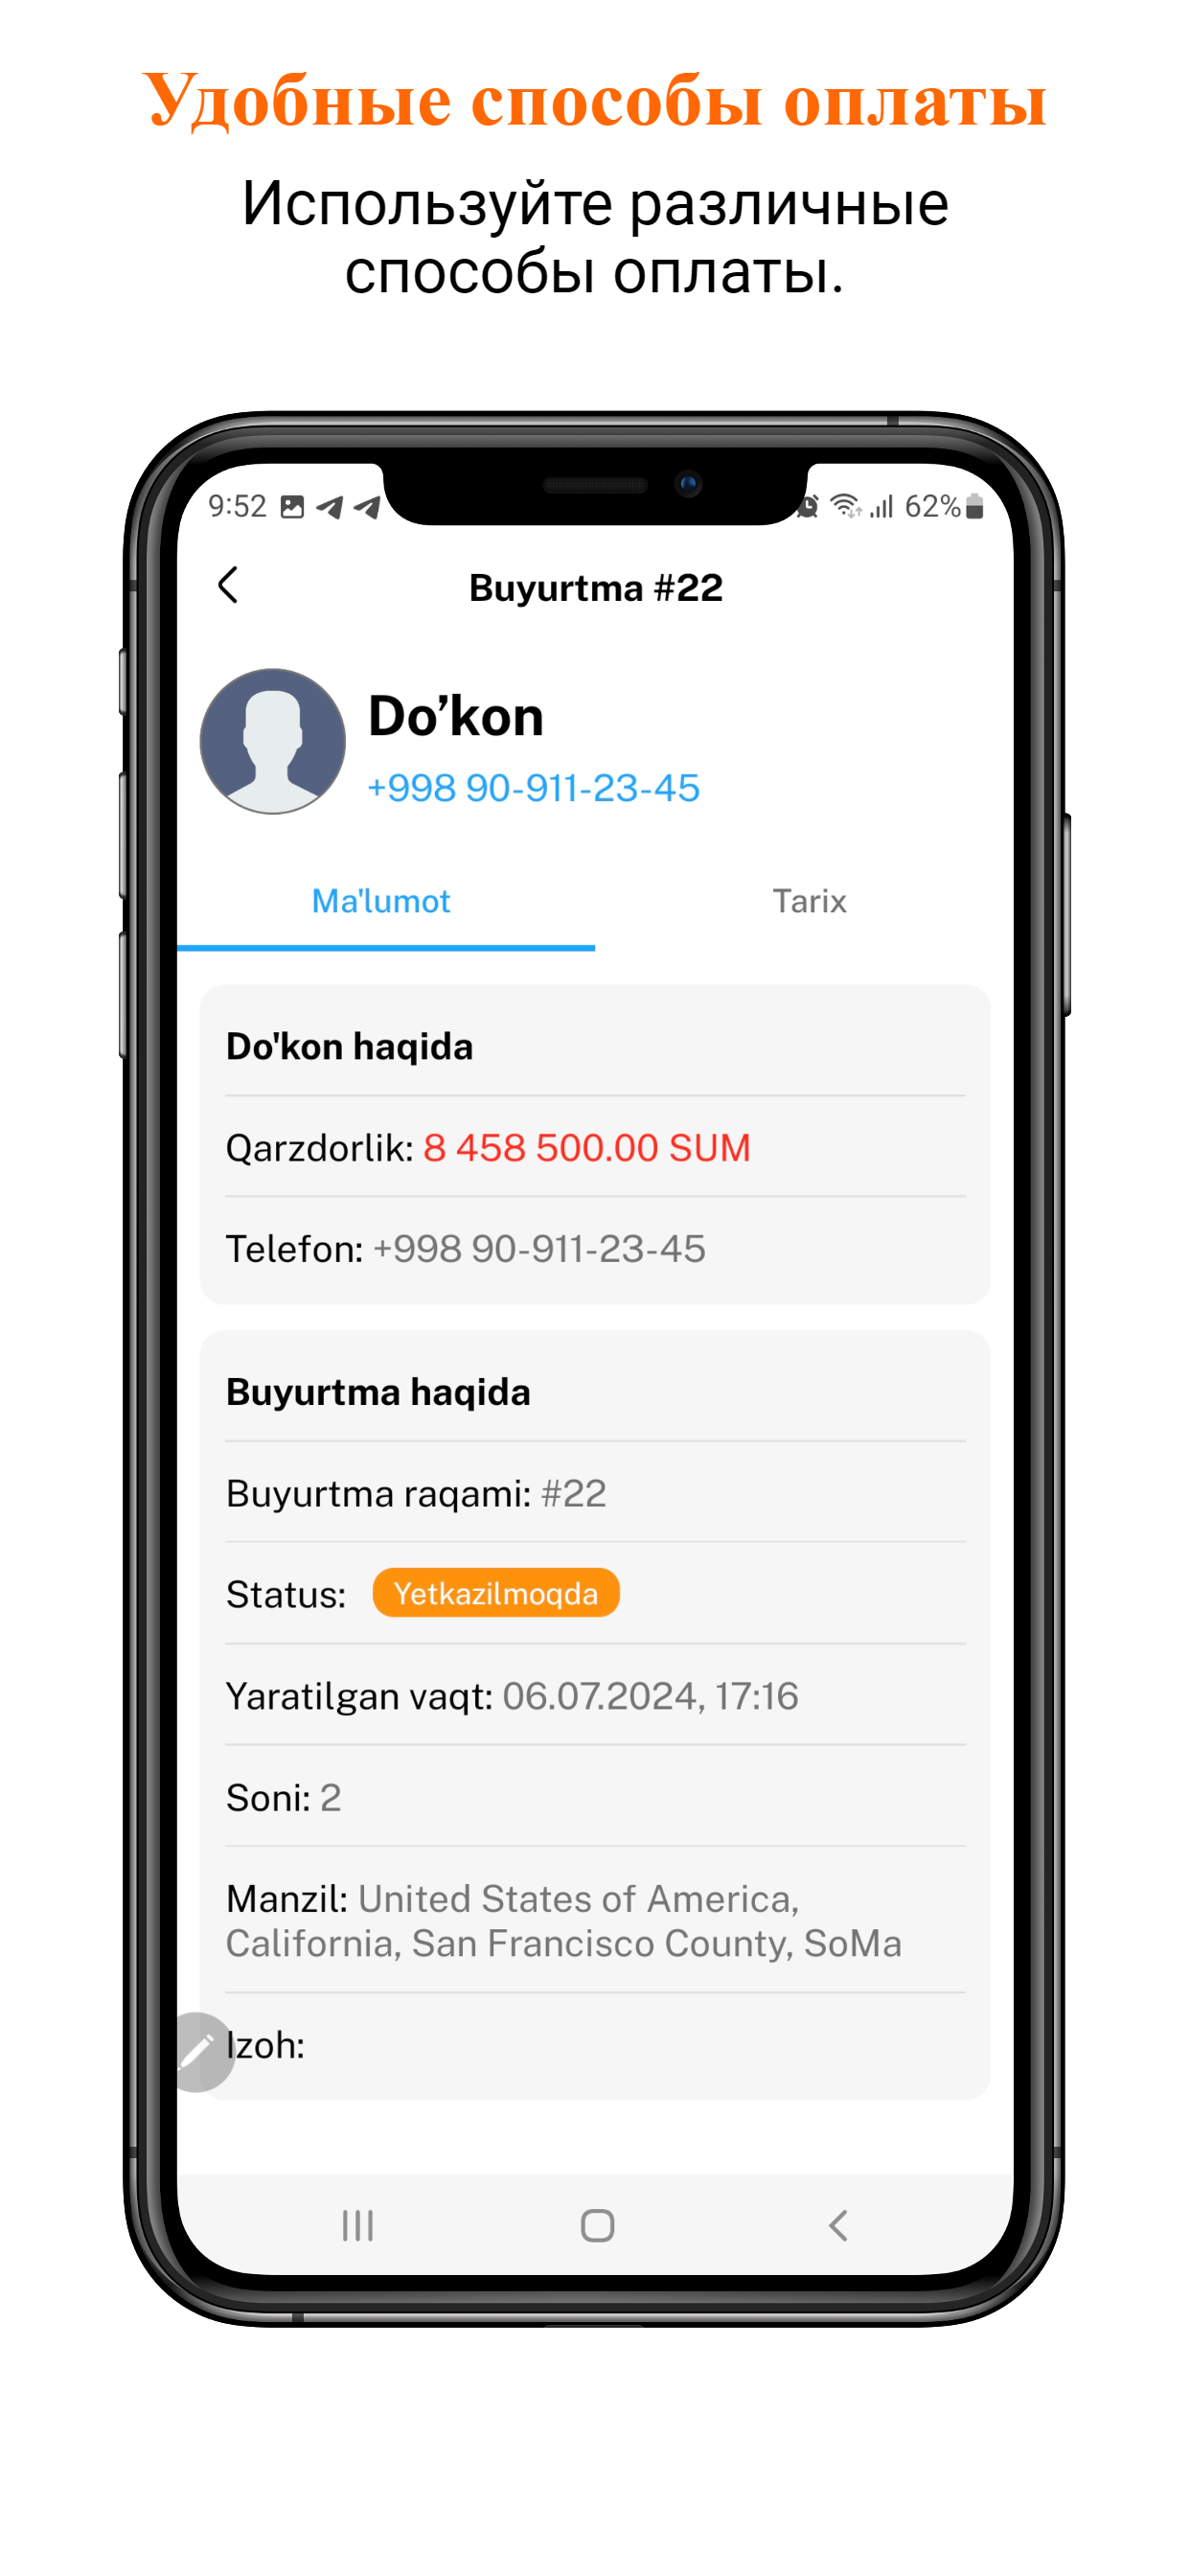 Удобные способы оплаты
Используйте различные
способы оплаты.
9:52
62%
Buyurtma #22
Do’kon
+998 90-911-23-45
Ma'lumot
Tarix
Do'kon haqida
Qarzdorlik: 8 458 500.00 SUM
Telefon: +998 90-911-23-45
Buyurtma haqida
Buyurtma raqami: #22
Status: Yetkazilmoqda
Yaratilgan vaqt: 06.07.2024, 17:16
Soni: 2
Manzil: United States of America,
California, San Francisco County, SoMa
Izoh: